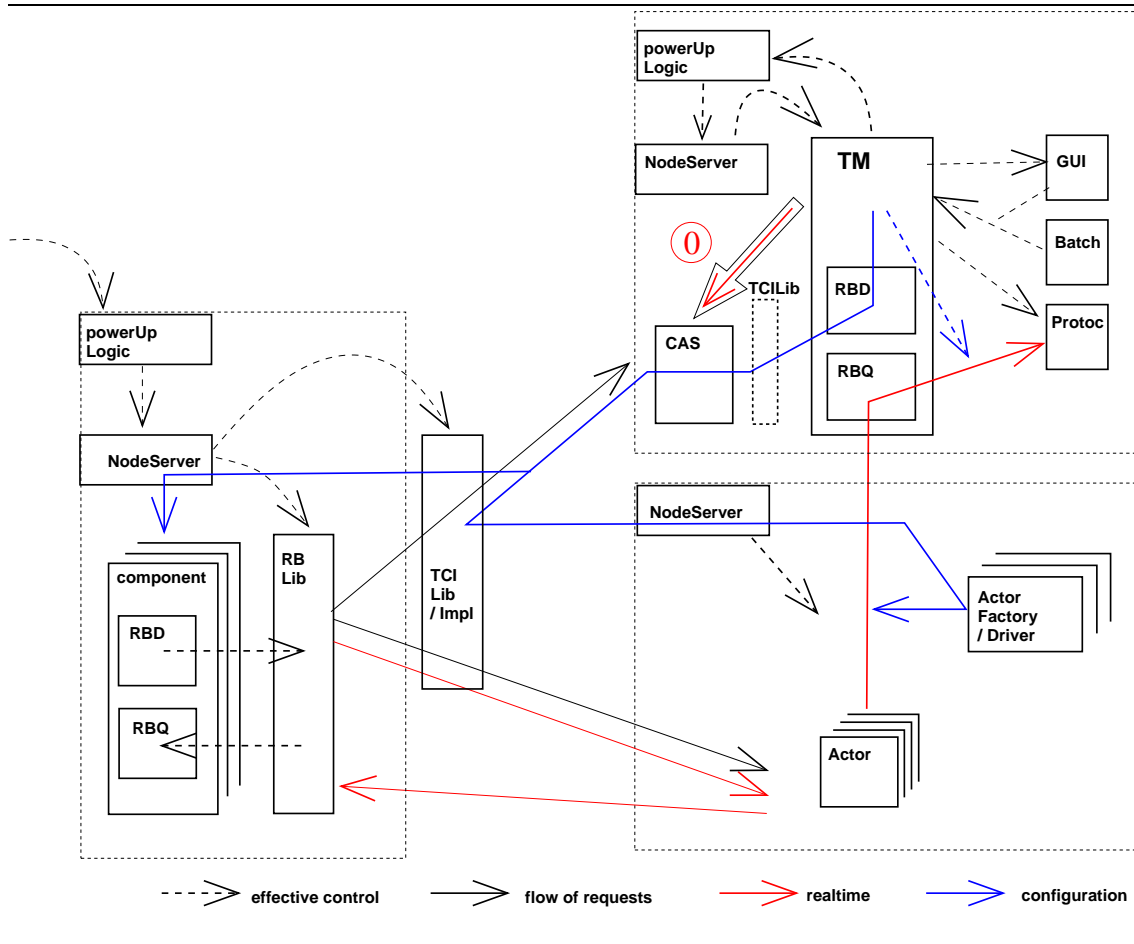 powerUp
Logic
NodeServer
TM
GUI
Batch
Protoc
0
TCILib
RBD
CAS
RBQ
powerUp
Logic
NodeServer
NodeServer
component
RB
Lib
TCI
Lib
/ Impl
RBD
RBQ
Actor
Factory
/ Driver
Actor
effective control
flow of requests
realtime
configuration